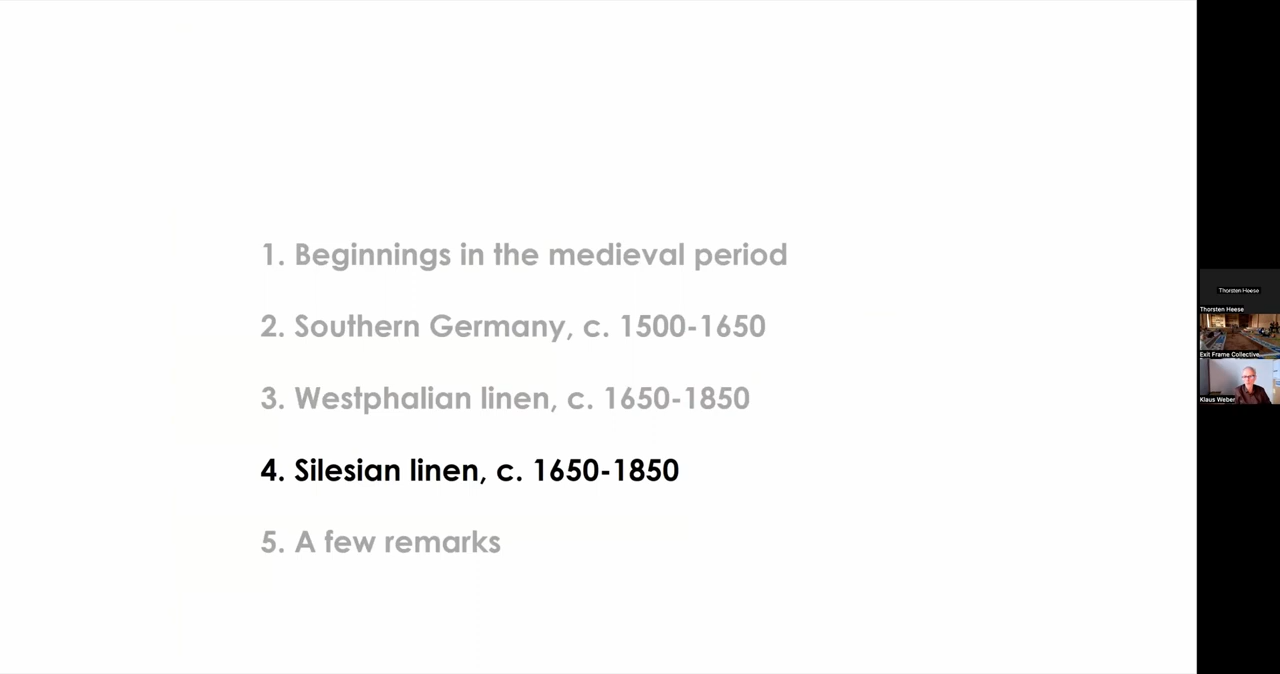 1. Beginnings in the medieval period
2. Southern Germany, c. 1500-1650
3. Westphalian linen, c. 1650-1850
4. Silesian linen, c. 1650-1850
5. A few remarks
Thorsten Heese
Thorsten Heese
Exit Frame Collective
Klaus Weber